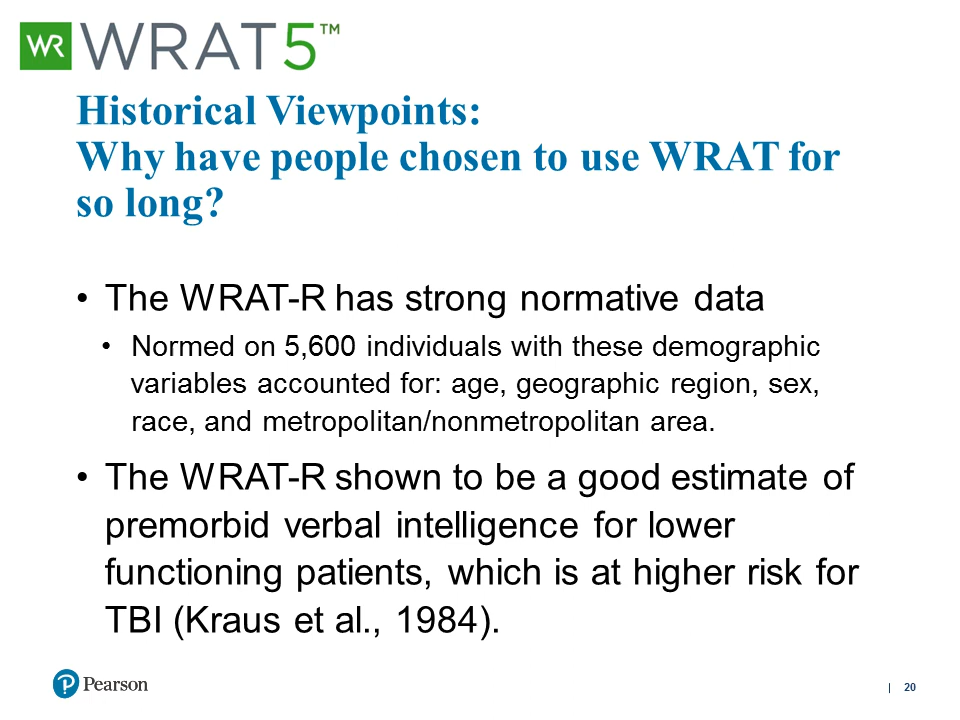 WR WRAT5™
Historical Viewpoints:
Why have people chosen to use WRAT for
so long?
• The WRAT-R has strong normative data
• Normed on 5,600 individuals with these demographic
variables accounted for: age, geographic region, sex,
race, and metropolitan/nonmetropolitan area.
• The WRAT-R shown to be a good estimate of
premorbid verbal intelligence for lower
functioning patients, which is at higher risk for
TBI (Kraus et al., 1984).
P Pearson
| 20